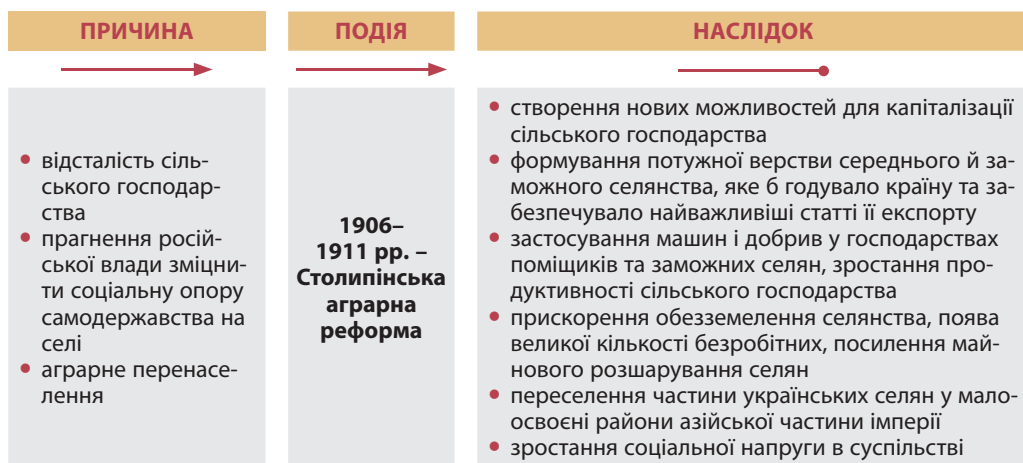 ПРИЧИНА
ПОДІЯ
НАСЛІДОК
• відсталість сіль-
ського господар-
ства
• прагнення росій-
ської влади зміцни-
ти соціальну опору
самодержавства на
селі
• аграрне перенасе-
лення
1906–
1911 рр. –
Столипінська
аграрна
реформа
• створення нових можливостей для капіталізації
сільського господарства
• формування потужної верстви середнього й за-
можного селянства, яке б годувало країну та за-
безпечувало найважливіші статті її експорту
• застосування машин і добрив у господарствах
поміщиків та заможних селян, зростання про-
дуктивності сільського господарства
• прискорення обезземелення селянства, поява
великої кількості безробітних, посилення май-
нового розшарування селян
• переселення частини українських селян у мало-
освоєні райони азійської частини імперії
• зростання соціальної напруги в суспільстві